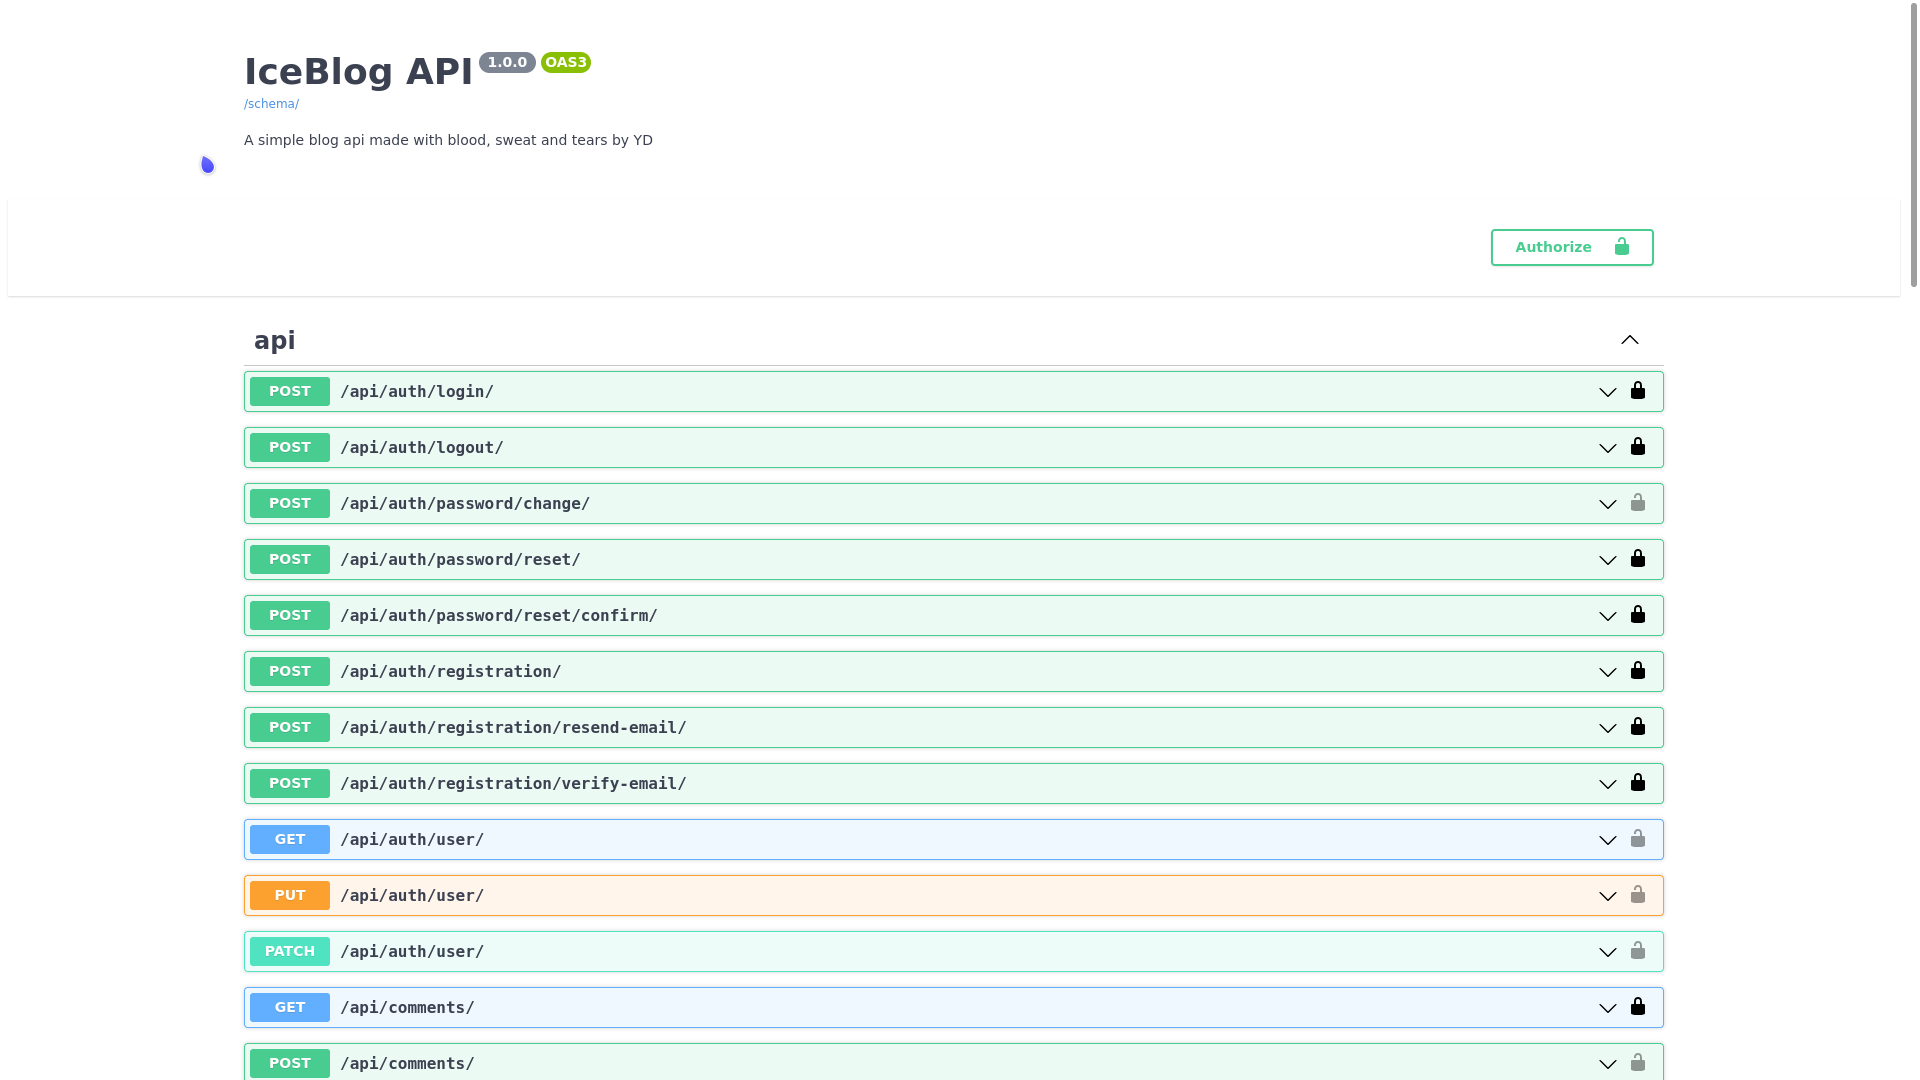 IceBlog API 1.0.0 OAS3
/schema/
A simple blog api made with blood, sweat and tears by YD
Authorize
api
POST /api/auth/login/
POST /api/auth/logout/
POST /api/auth/password/change/
POST /api/auth/password/reset/
POST /api/auth/password/reset/confirm/
POST /api/auth/registration/
POST /api/auth/registration/resend-email/
POST /api/auth/registration/verify-email/
GET /api/auth/user/
PUT /api/auth/user/
PATCH /api/auth/user/
GET /api/comments/
POST /api/comments/